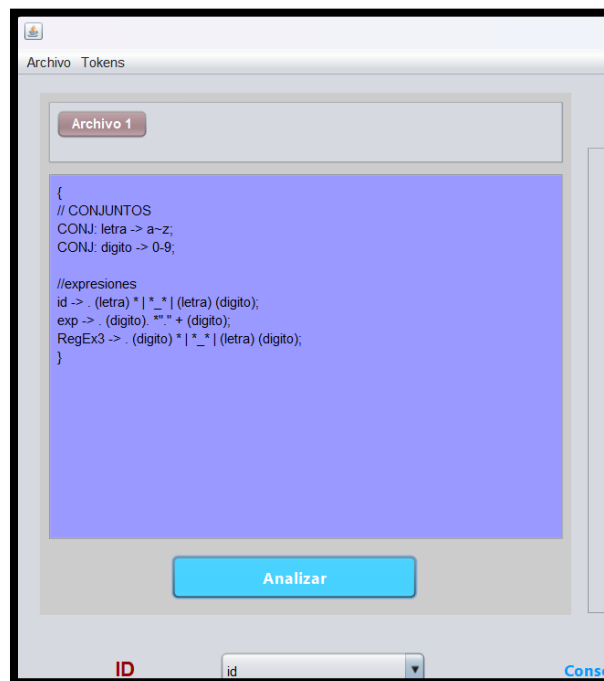 Archivo Tokens
Archivo 1
{
// CONJUNTOS
CONJ: letra -> a~z;
CONJ: digito -> 0-9;
//expresiones
id -> . (letra) * | *_* | (letra) (digito);
exp -> . (digito). *"." + (digito);
RegEx3 -> . (digito) * | *_* | (letra) (digito);
}
Analizar
ID
id